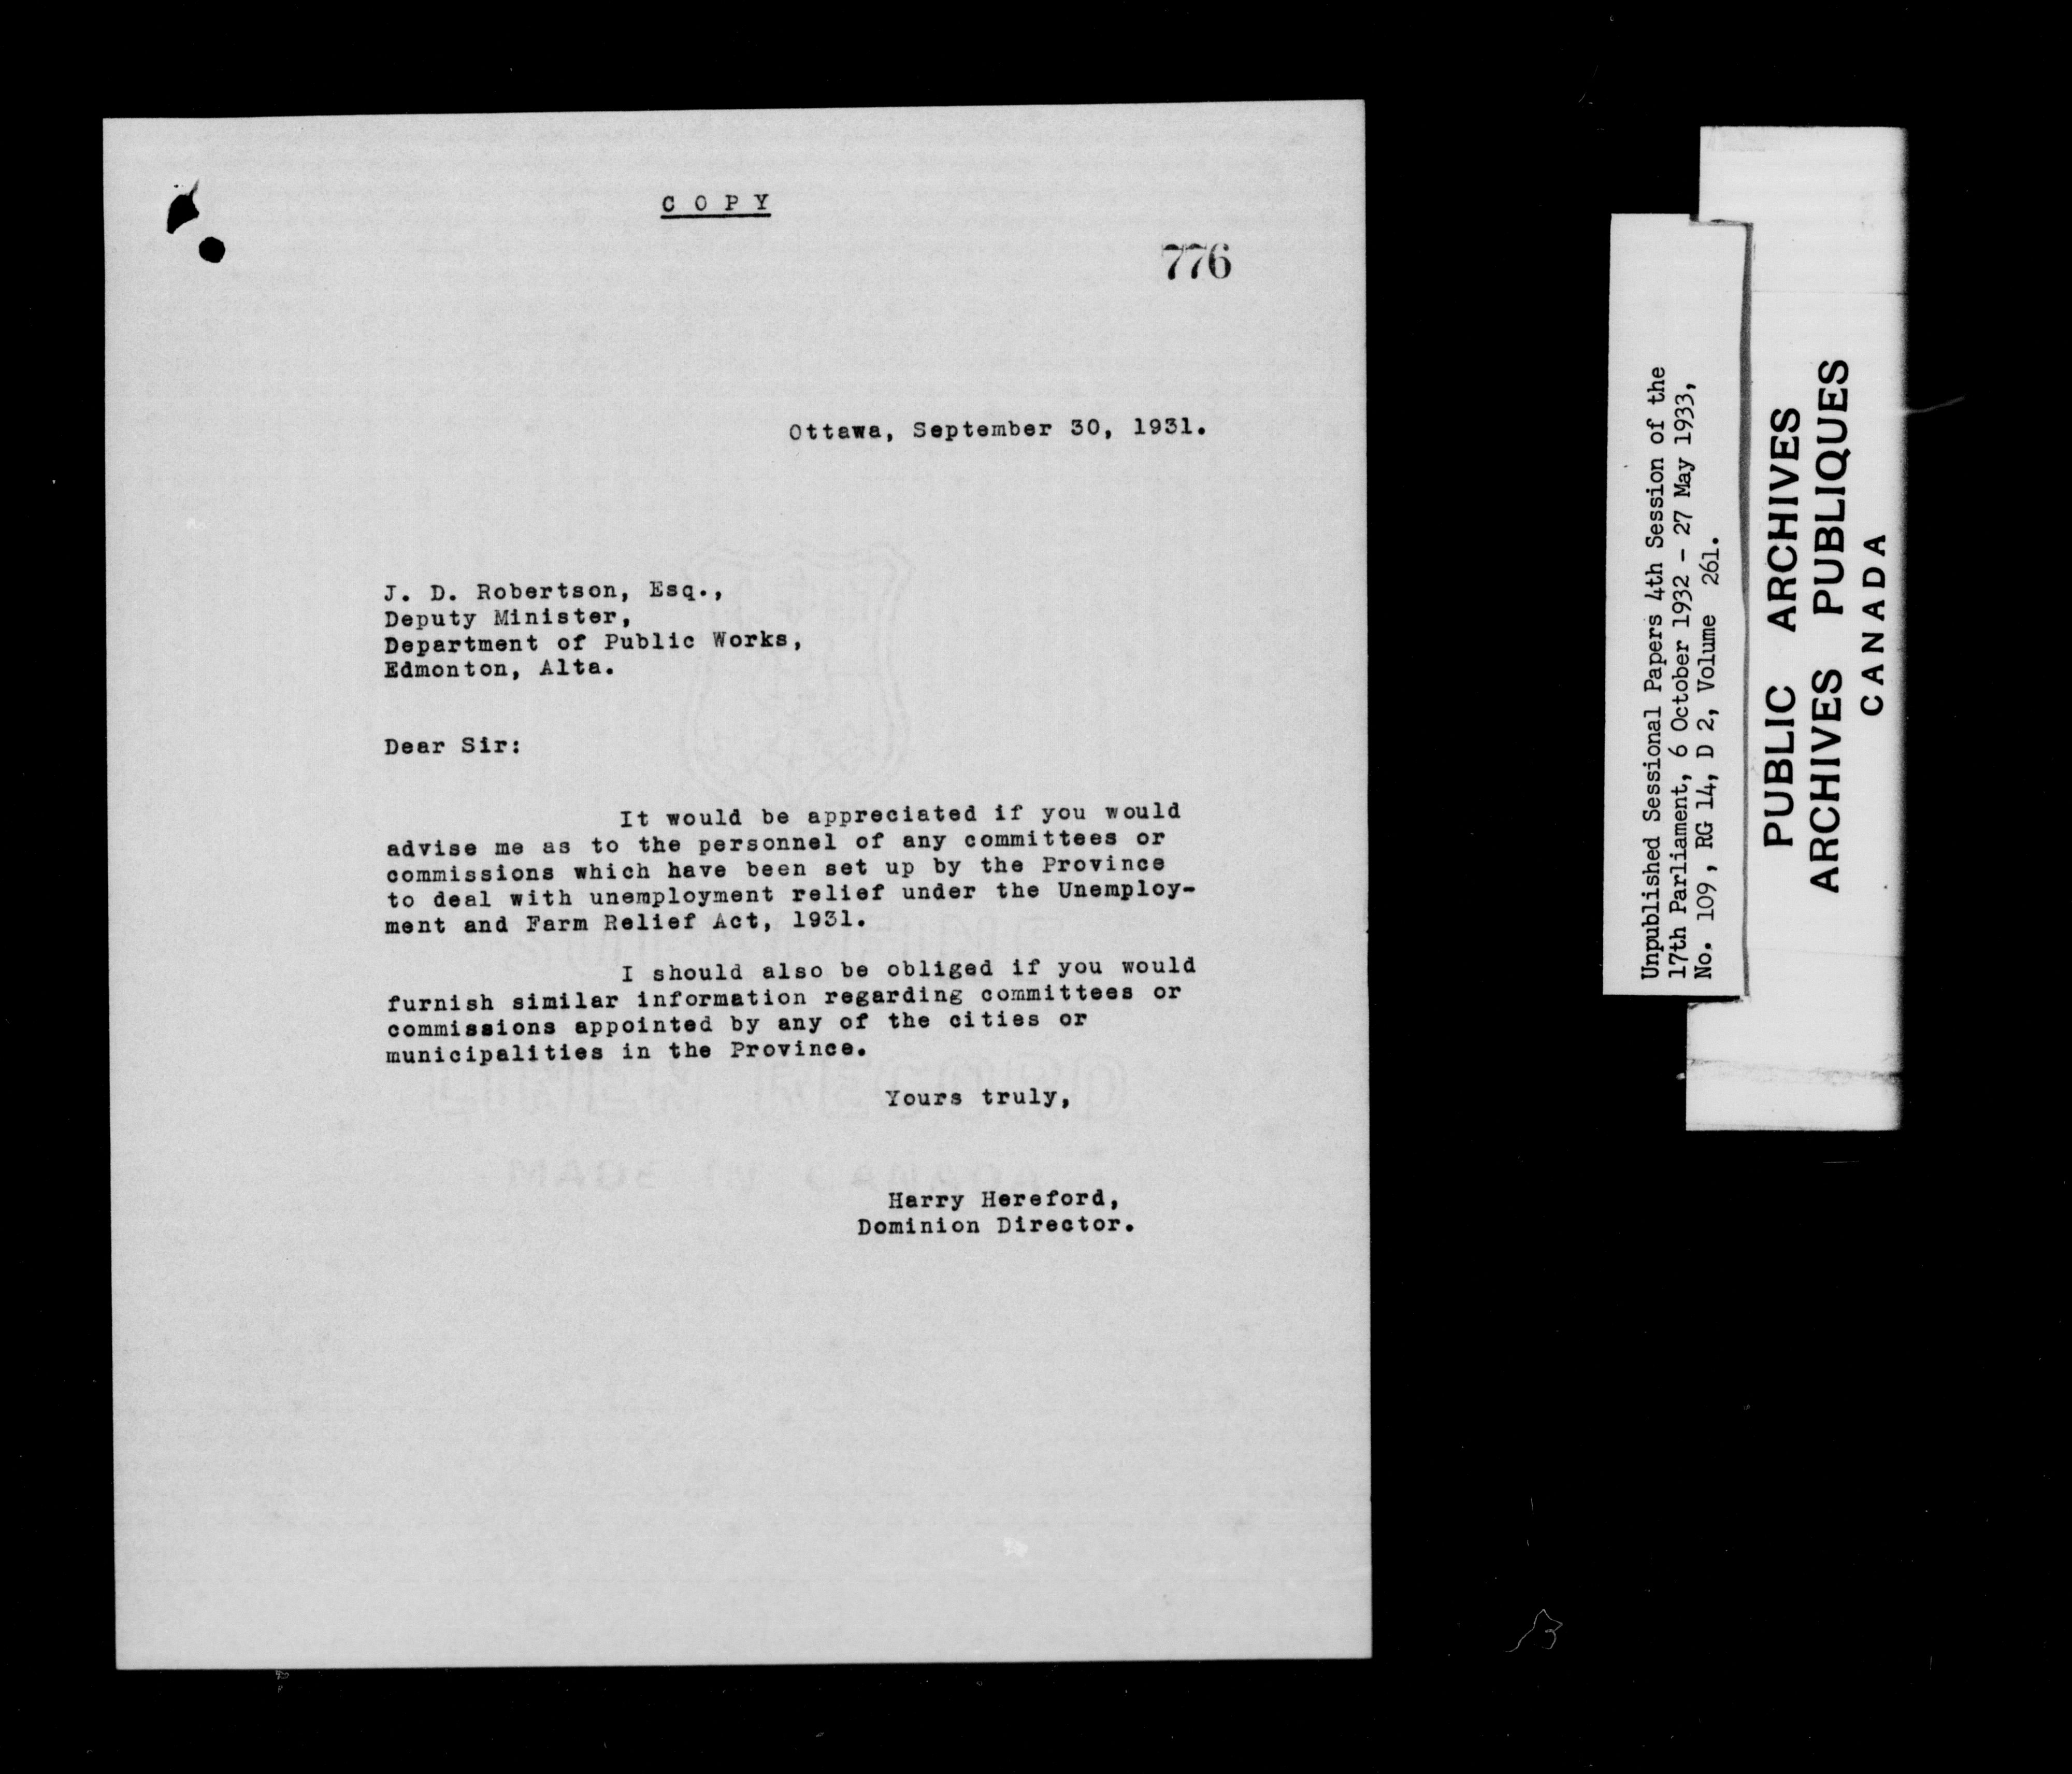 C O P Y
776
Ottawa, September 30, 1931.
J. D. Robertson, Esq.,
Deputy Minister,
Department of Public Works,
Edmonton, Alta.
Dear Sir:
It would be appreciated if you would
advise me as to the personnel of any committees or
commissions which have been set up by the Province
to deal with unemployment relief under the Unemploy-
ment and Farm Relief Act, 1931.
I should also be obliged if you would
furnish similar information regarding committees or
commissions appointed by any of the cities or
municipalities in the Province.
Yours truly,
Harry Hereford,
Dominion Director.
MADE IN CANADA
Unpublished Sessional Papers 4th Session of the
17th Parliament, 6 October 1932 - 27 May 1933,
No. 109, RG 14, D 2, Volume 261.
PUBLIC ARCHIVES
ARCHIVES PUBLIQUES
CANADA